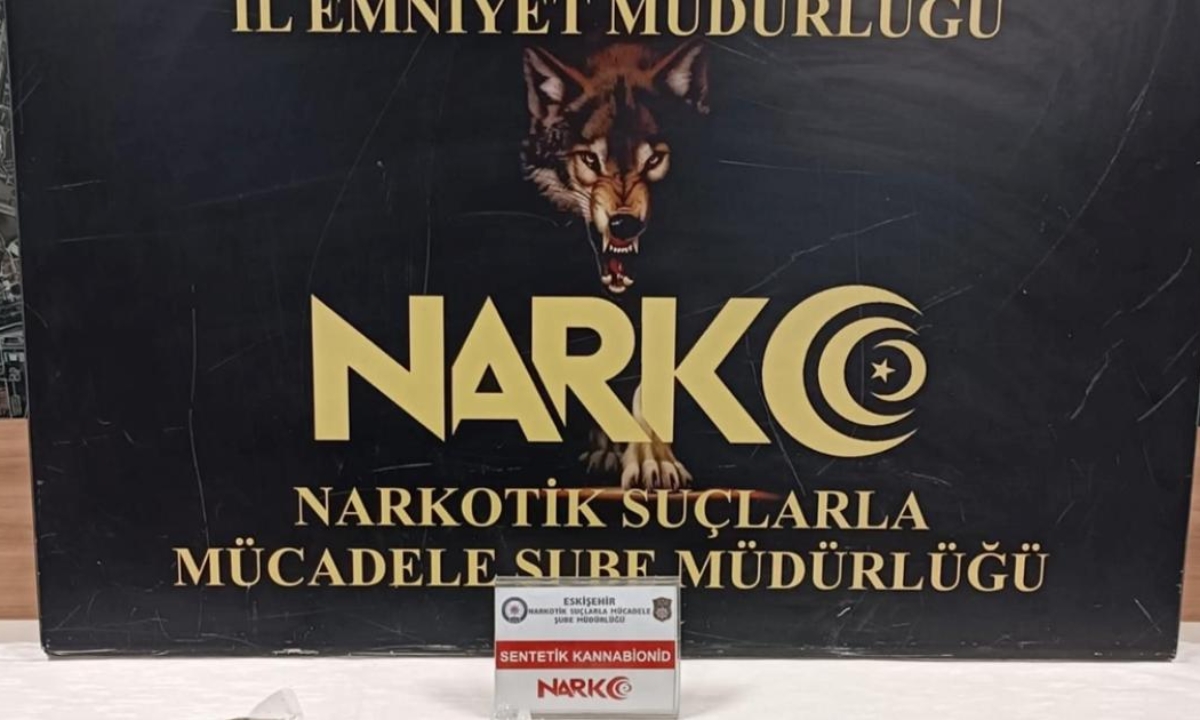 İL EMNİYET MÜDÜRLÜĞÜ
NARKO
NARKOTİK SUÇLARLA
MÜCADELE ŞUBE MÜDÜRLÜĞÜ
ESKİŞEHİR
NARKOTİK SUÇLARLA MÜCADELE
ŞUBE MÜDÜRLÜĞÜ
SENTETİK KANNABİONİD
NARKO